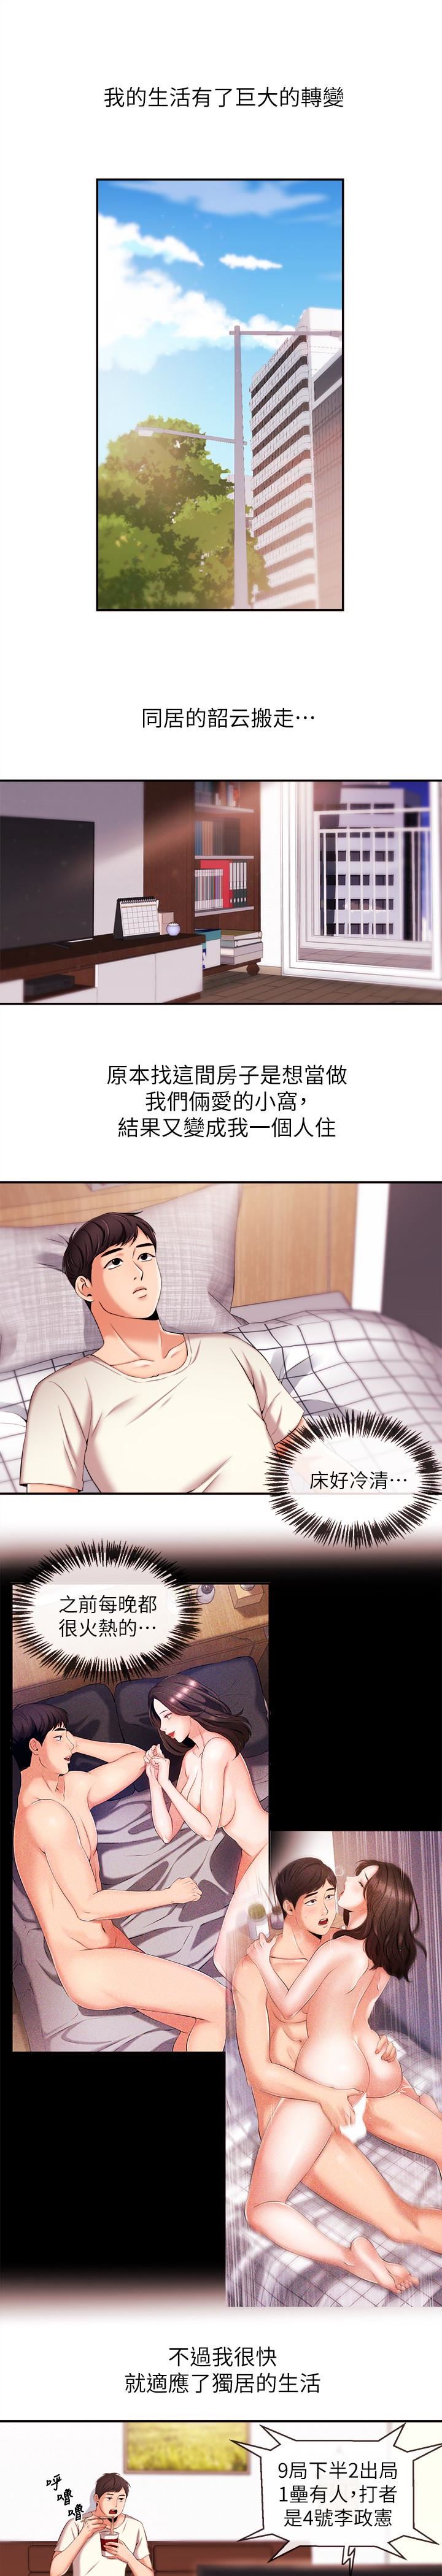 我的生活有了巨大的轉變
同居的韶云搬走…
原本找這間房子是想當做
我們倆愛的小窩，
結果又變成我一個人住
床好冷清…
之前每晚都
很火熱的…
不過我很快
就適應了獨居的生活
9局下半2出局
1壘有人，打者
是4號李政憲
呼
嚕
嚕